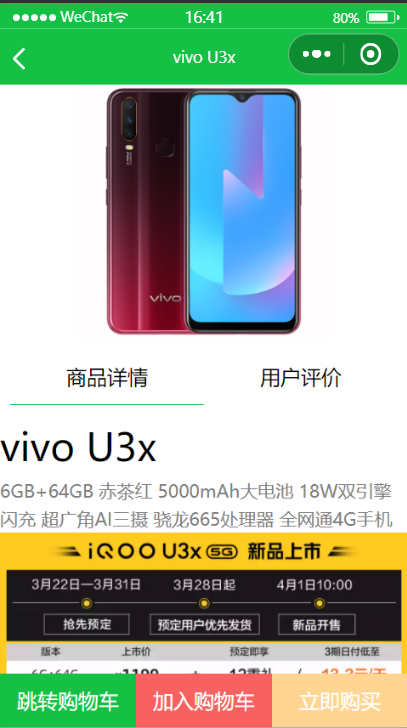 WeChat 16:41 80%
vivo U3x
vivo
商品详情 用户评价
vivo U3x
6GB+64GB 赤茶红 5000mAh大电池 18W双引擎
闪充 超广角AI三摄 骁龙665处理器 全网通4G手机
iQOO U3x 5G 新品上市
3月22日—3月31日 3月28日起 4月1日10:00
抢先预定 预定用户优先发货 新品开售
版本 上市价 预定即享 3期日付低至
跳转购物车 加入购物车 立即购买